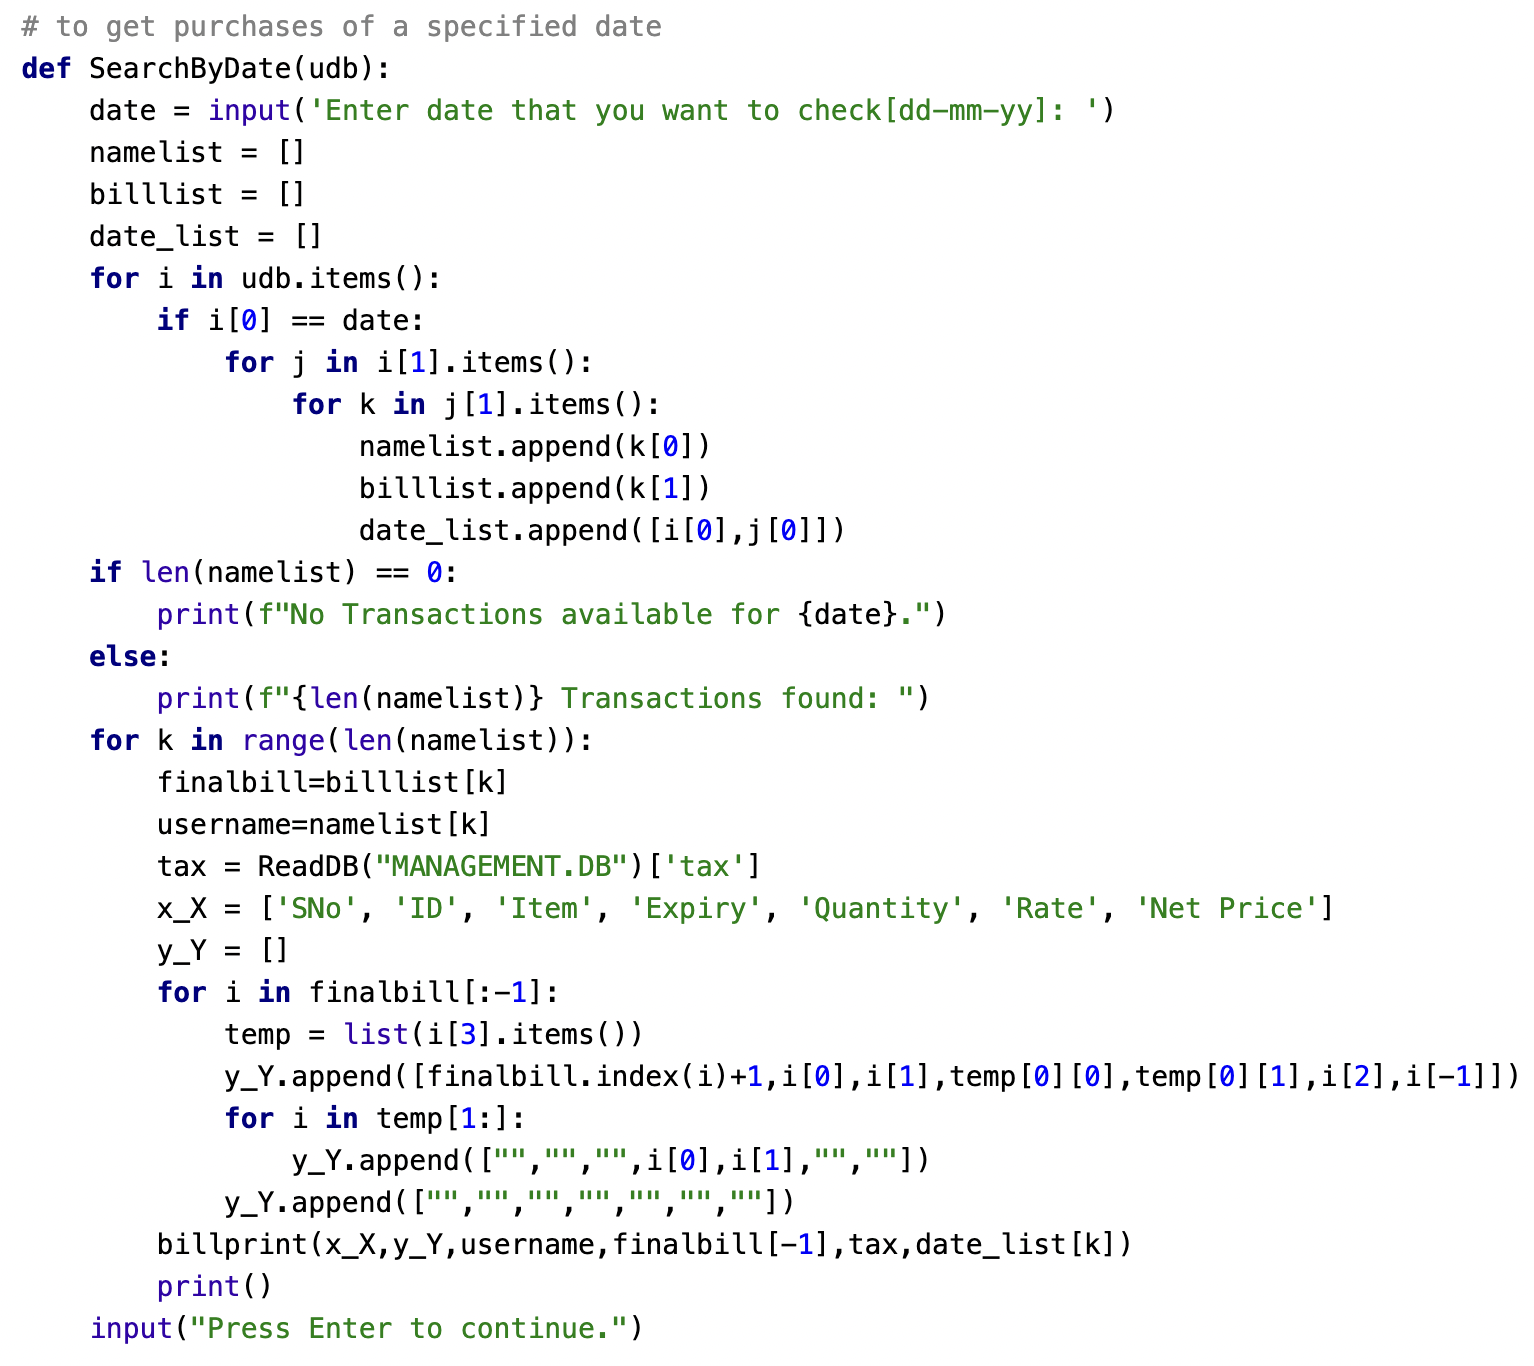 # to get purchases of a specified date
def SearchByDate(udb):
    date = input('Enter date that you want to check[dd-mm-yy]: ')
    namelist = []
    billlist = []
    date_list = []
    for i in udb.items():
        if i[0] == date:
            for j in i[1].items():
                for k in j[1].items():
                    namelist.append(k[0])
                    billlist.append(k[1])
                    date_list.append([i[0],j[0]])
    if len(namelist) == 0:
        print(f"No Transactions available for {date}.")
    else:
        print(f"{len(namelist)} Transactions found: ")
    for k in range(len(namelist)):
        finalbill=billlist[k]
        username=namelist[k]
        tax = ReadDB("MANAGEMENT.DB")['tax']
        x_X = ['SNo', 'ID', 'Item', 'Expiry', 'Quantity', 'Rate', 'Net Price']
        y_Y = []
        for i in finalbill[:-1]:
            temp = list(i[3].items())
            y_Y.append([finalbill.index(i)+1,i[0],i[1],temp[0][0],temp[0][1],i[2],i[-1]])
            for i in temp[1:]:
                y_Y.append(["","","",i[0],i[1],"",""])
            y_Y.append(["","","","","","",""])
        billprint(x_X,y_Y,username,finalbill[-1],tax,date_list[k])
        print()
    input("Press Enter to continue.")